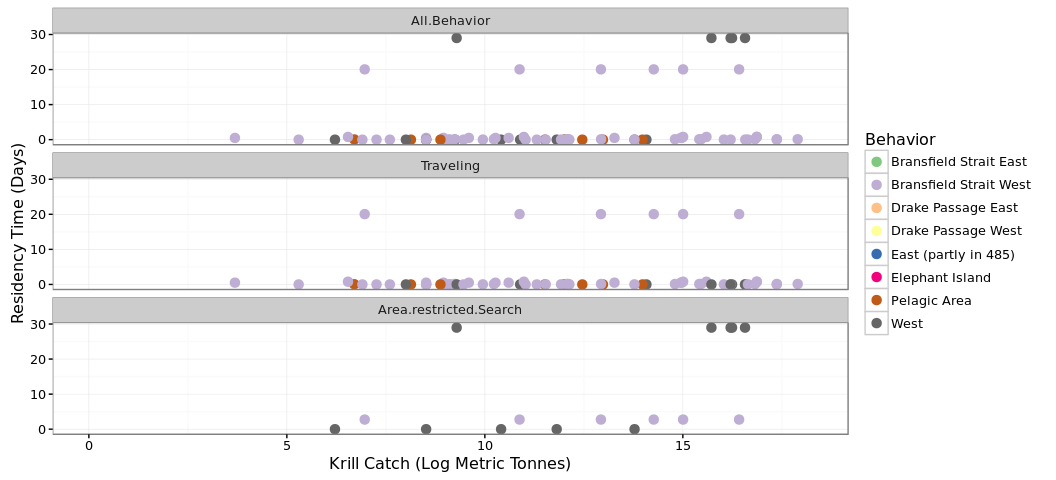 All.Behavior
30
20
10
0
Traveling
30
20
10
0
Area.restricted.Search
30
20
10
0
0 5 10 15
Krill Catch (Log Metric Tonnes)
Residency Time (Days)
Behavior
Bransfield Strait East
Bransfield Strait West
Drake Passage East
Drake Passage West
East (partly in 485)
Elephant Island
Pelagic Area
West